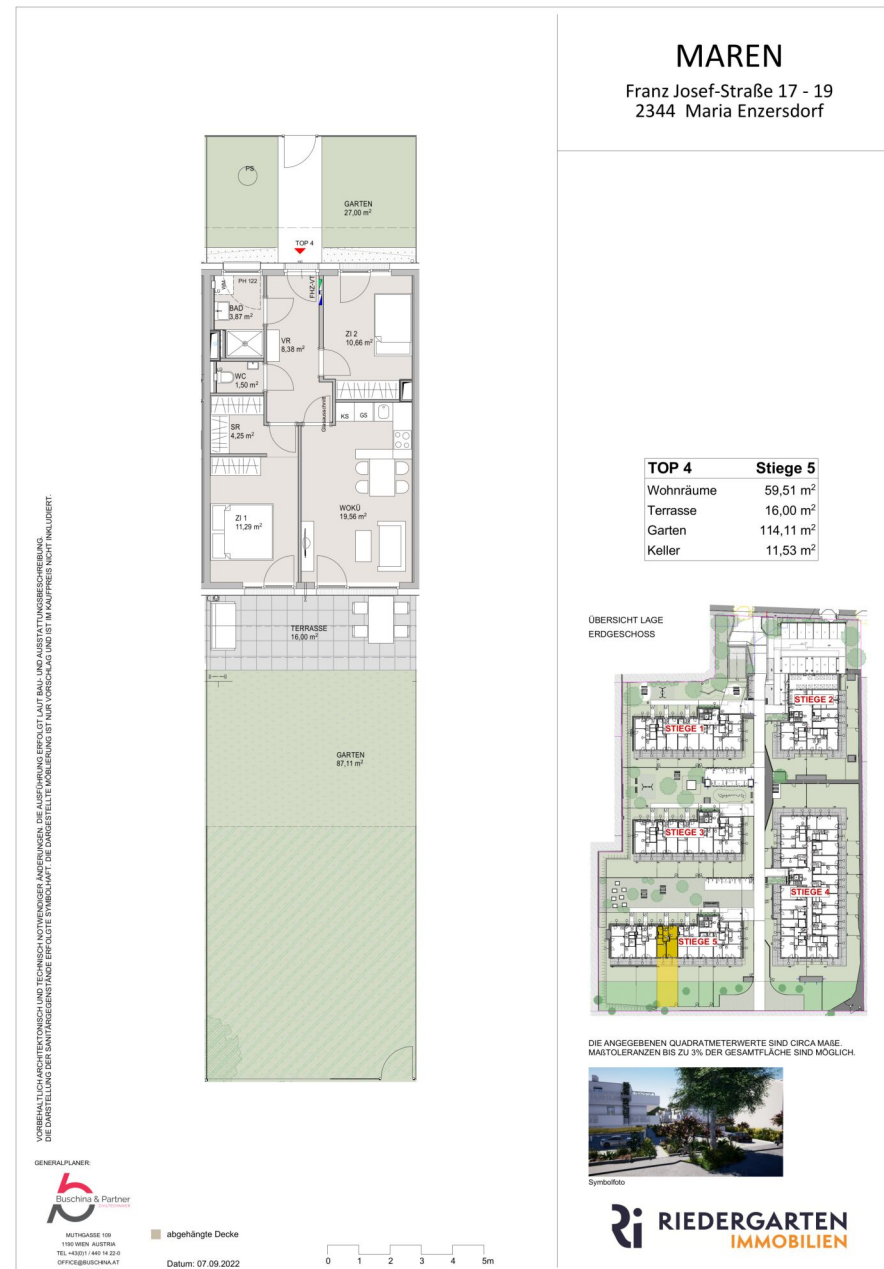 MAREN
Franz Josef-Straße 17 - 19
2344 Maria Enzersdorf
PS
GARTEN
27,00 m²
TOP 4
WM
PH 122
FHZ-VT
BAD
3,87 m²
VR
8,38 m²
ZI 2
10,66 m²
WC
1,50 m²
Glasausschnitt
KS
GS
SR
4,25 m²
WOKÜ
19,56 m²
ZI 1
11,29 m²
TERRASSE
16,00 m²
GARTEN
87,11 m²
TOP 4 Stiege 5
Wohnräume 59,51 m²
Terrasse 16,00 m²
Garten 114,11 m²
Keller 11,53 m²
ÜBERSICHT LAGE
ERDGESCHOSS
STIEGE 1
STIEGE 2
STIEGE 3
STIEGE 4
STIEGE 5
DIE ANGEGEBENEN QUADRATMETERWERTE SIND CIRCA MAßE.
MAßTOLERANZEN BIS ZU 3% DER GESAMTFLÄCHE SIND MÖGLICH.
Symbolfoto
RIEDERGARTEN
IMMOBILIEN
VORBEHALTLICH ARCHITEKTONISCH UND TECHNISCH NOTWENDIGER ÄNDERUNGEN. DIE AUSFÜHRUNG ERFOLGT LAUT BAU- UND AUSSTATTUNGSBESCHREIBUNG.
DIE DARSTELLUNG DER SANITÄRGEGENSTÄNDE ERFOLGTE SYMBOLHAFT. DIE DARGESTELLTE MÖBLIERUNG IST NUR VORSCHLAG UND IST IM KAUFPREIS NICHT INKLUDIERT.
GENERALPLANER:
Buschina & Partner
ZIVILTECHNIKER
MUTHGASSE 109
1190 WIEN AUSTRIA
TEL +43(0)1 / 440 14 22-0
OFFICE@BUSCHINA.AT
abgehängte Decke
Datum: 07.09.2022
0 1 2 3 4 5m